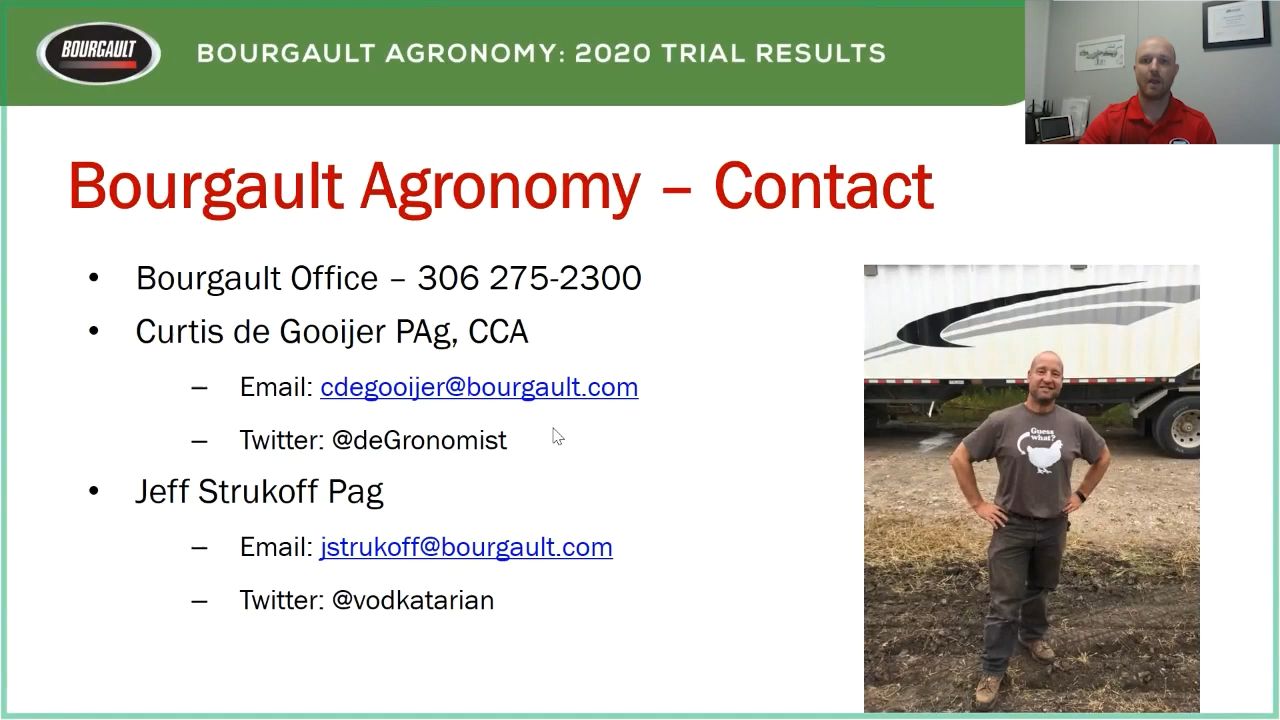 BOURGAULT
BOURGAULT AGRONOMY: 2020 TRIAL RESULTS
Bourgault Agronomy – Contact
• Bourgault Office – 306 275-2300
• Curtis de Gooijer PAg, CCA
– Email: cdegooijer@bourgault.com
– Twitter: @deGronomist
• Jeff Strukoff Pag
– Email: jstrukoff@bourgault.com
– Twitter: @vodkatarian
Guess
what?